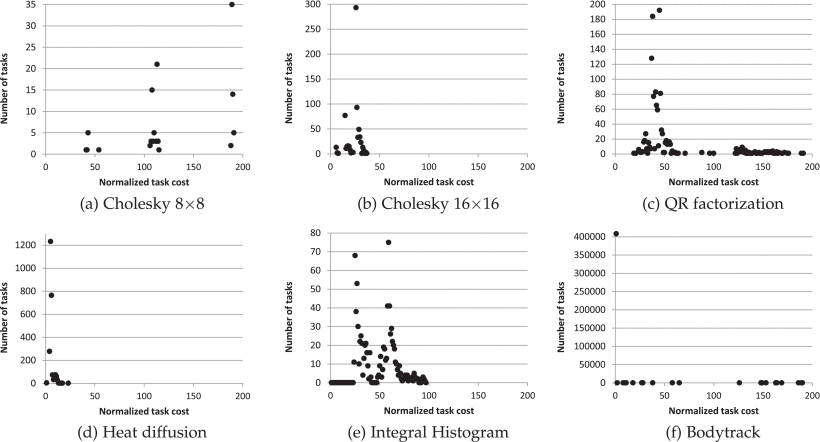 35
30
25
20
15
10
5
0
Number of tasks
0 50 100 150 200
Normalized task cost
(a) Cholesky 8×8
300
250
200
150
100
50
0
Number of tasks
0 50 100 150 200
Normalized task cost
(b) Cholesky 16×16
200
180
160
140
120
100
80
60
40
20
0
Number of tasks
0 50 100 150 200
Normalized task cost
(c) QR factorization
1200
1000
800
600
400
200
0
Number of tasks
0 50 100 150 200
Normalized task cost
(d) Heat diffusion
80
70
60
50
40
30
20
10
0
Number of tasks
0 50 100 150 200
Normalized task cost
(e) Integral Histogram
400000
350000
300000
250000
200000
150000
100000
50000
0
Number of tasks
0 50 100 150 200
Normalized task cost
(f) Bodytrack